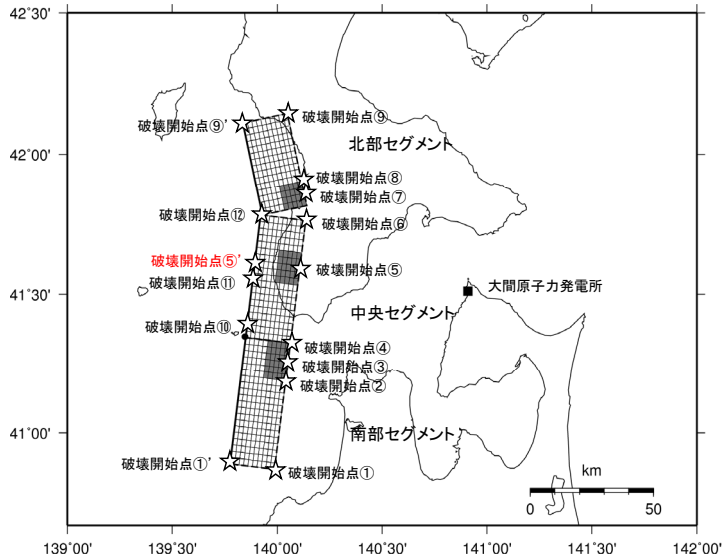 42˚30'
破壊開始点⑨'
破壊開始点⑨
北部セグメント
42˚00'
破壊開始点⑧
破壊開始点⑦
破壊開始点⑫
破壊開始点⑥
破壊開始点⑤'
破壊開始点⑤
破壊開始点⑪
大間原子力発電所
41˚30'
中央セグメント
破壊開始点⑩
破壊開始点④
破壊開始点③
破壊開始点②
41˚00'
南部セグメント
破壊開始点①'
破壊開始点①
km
0 50
139˚00' 139˚30' 140˚00' 140˚30' 141˚00' 141˚30' 142˚00'